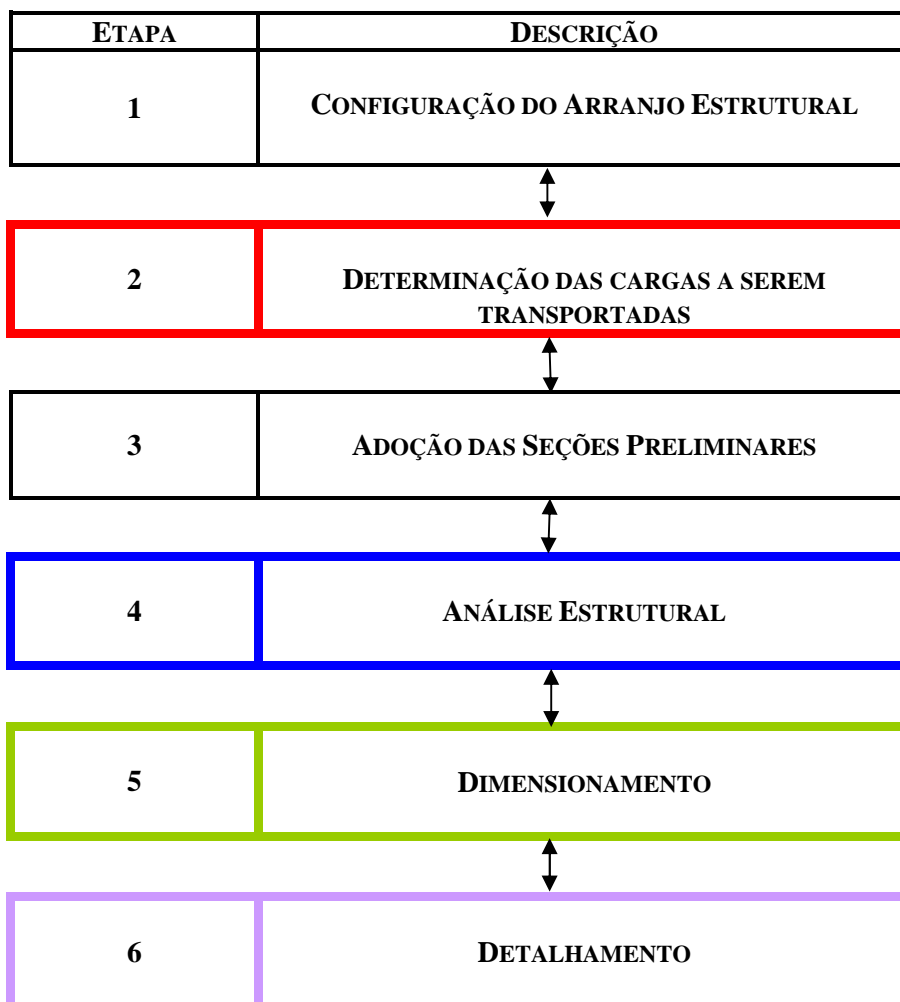 ETAPA DESCRIÇÃO
1 CONFIGURAÇÃO DO ARRANJO ESTRUTURAL
2 DETERMINAÇÃO DAS CARGAS A SEREM
TRANSPORTADAS
3 ADOÇÃO DAS SEÇÕES PRELIMINARES
4 ANÁLISE ESTRUTURAL
5 DIMENSIONAMENTO
6 DETALHAMENTO